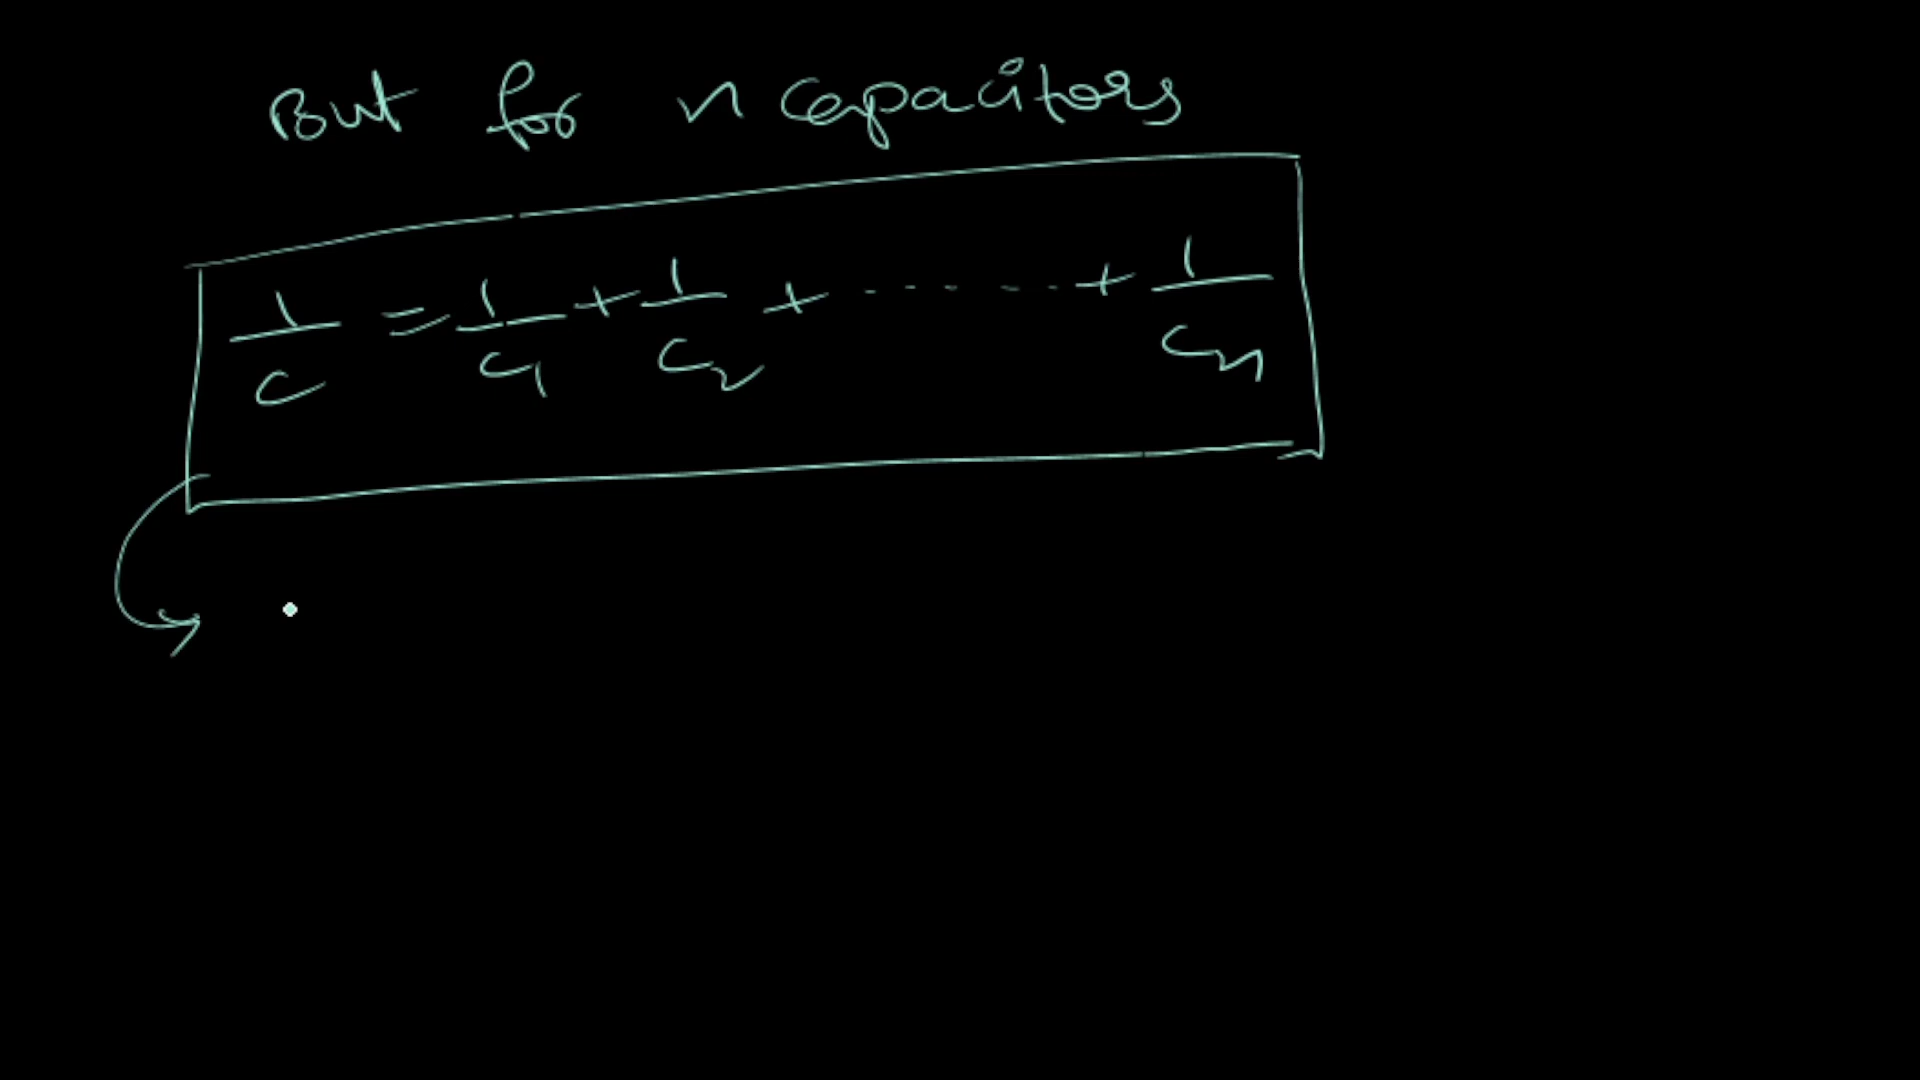 But for n capacitors
1/C = 1/C₁ + 1/C₂ + ------ + 1/Cₙ